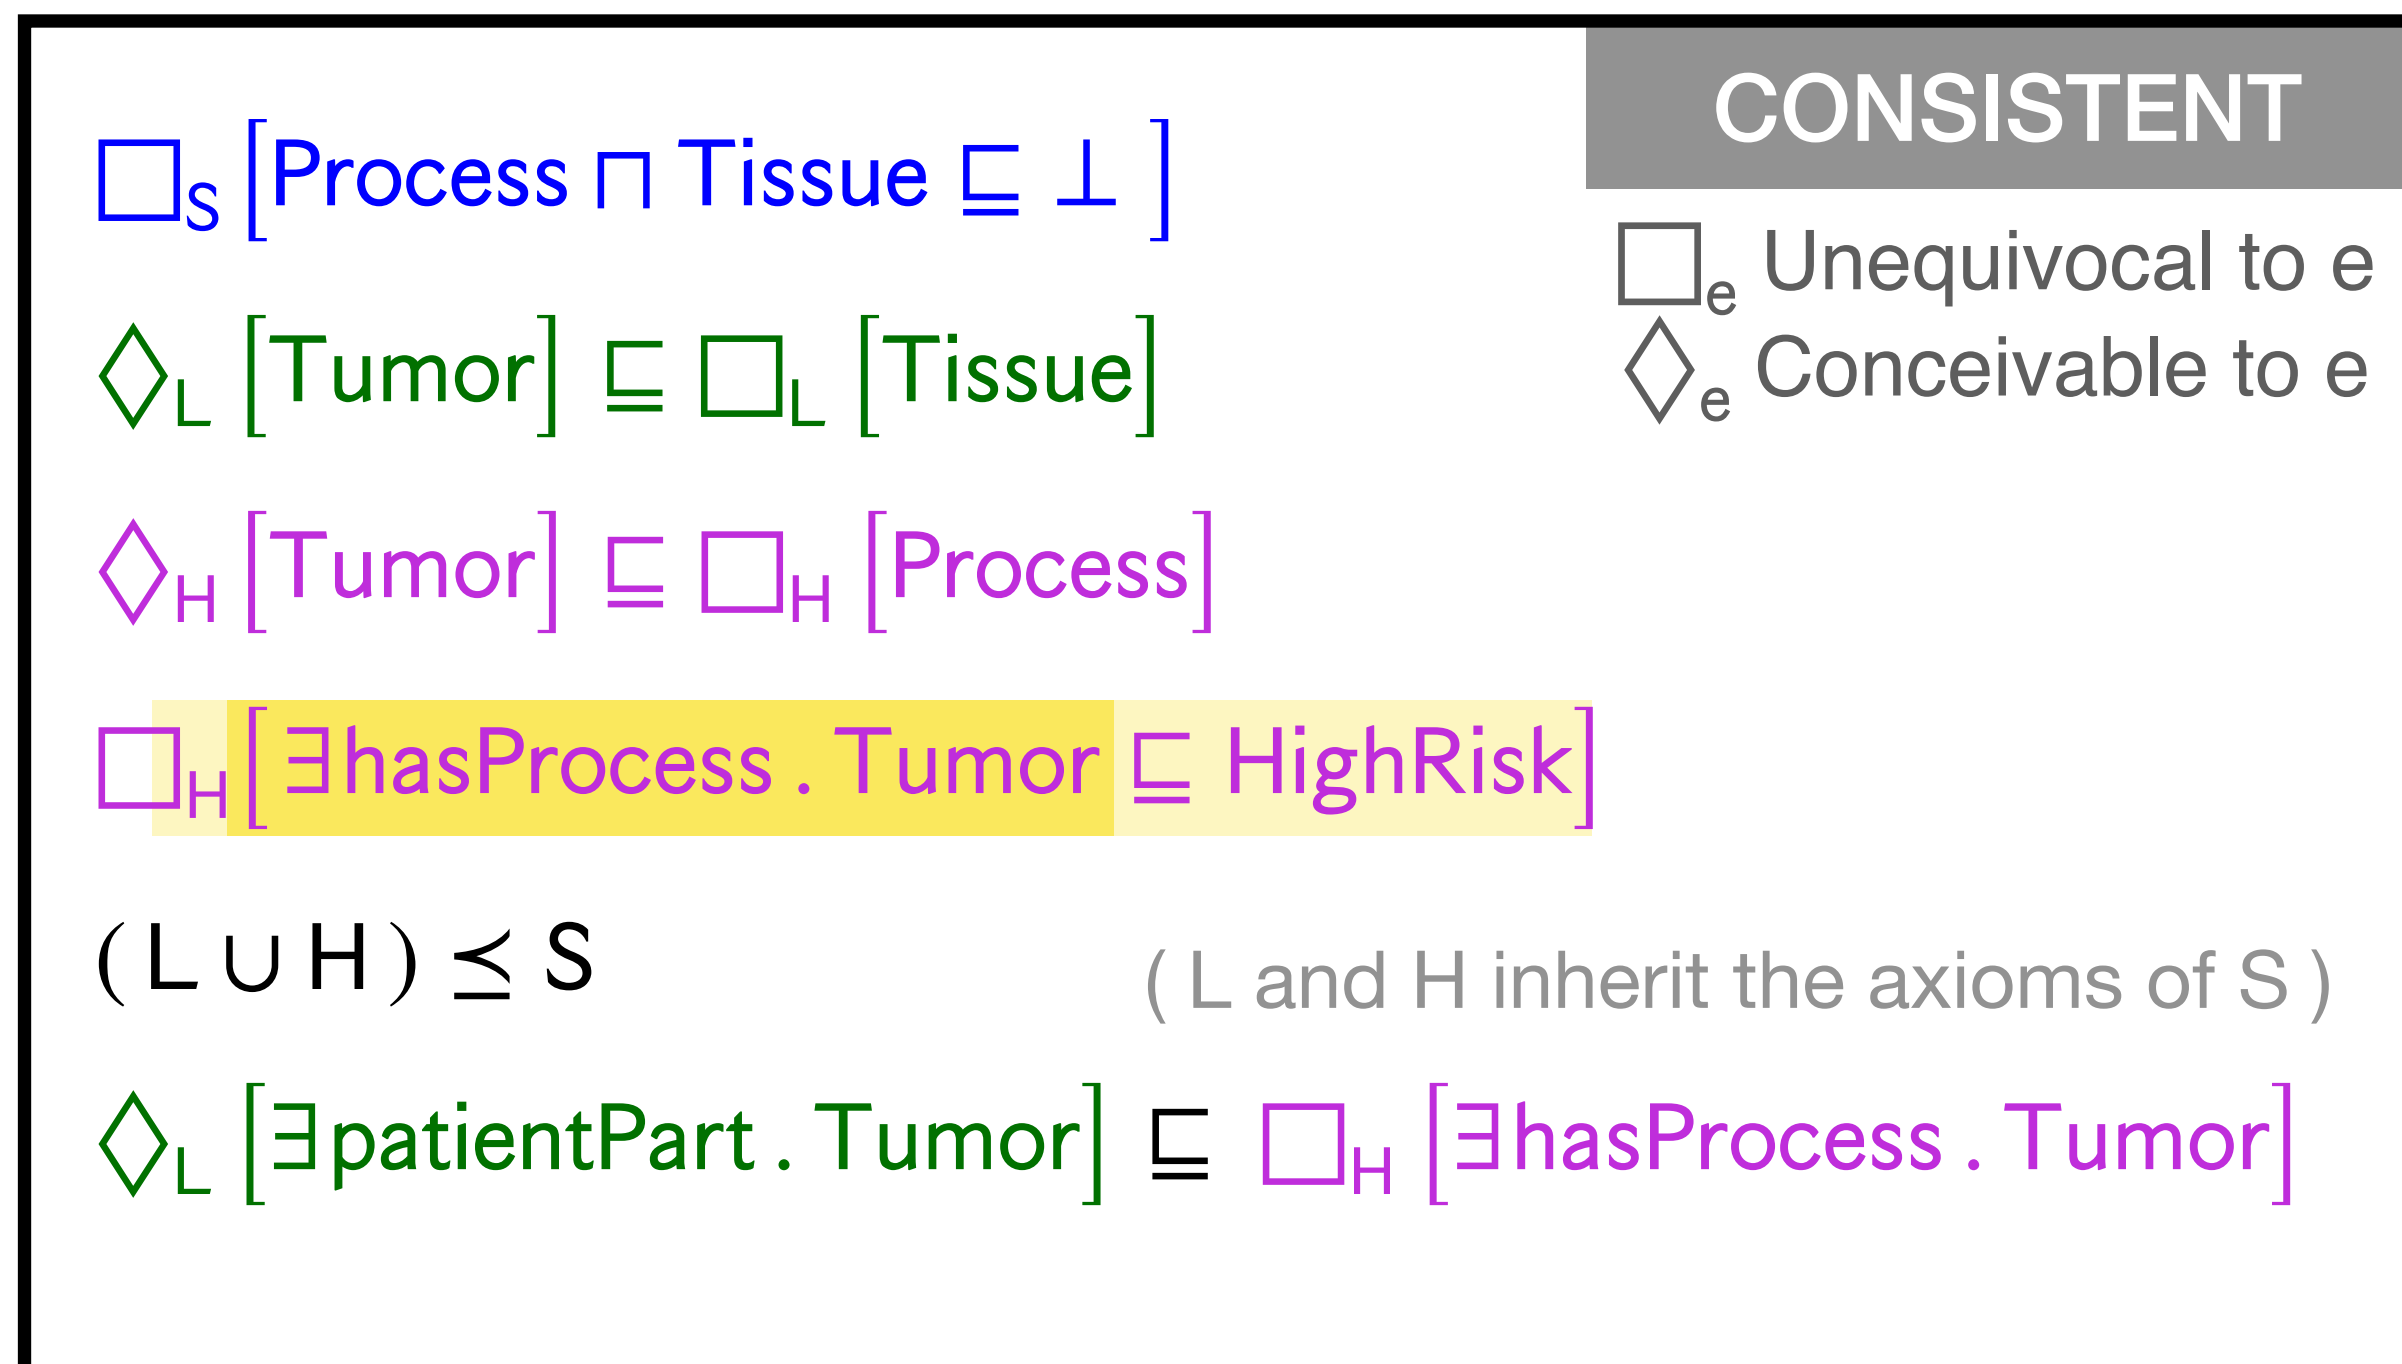 CONSISTENT
□S [Process ⊓ Tissue ⊑ ⊥ ]
□e Unequivocal to e
◇L [Tumor] ⊑ □L [Tissue]
◇e Conceivable to e
◇H [Tumor] ⊑ □H [Process]
□H [ ∃hasProcess . Tumor ⊑ HighRisk]
( L ∪ H ) ⪯ S
( L and H inherit the axioms of S )
◇L [∃patientPart . Tumor] ⊑ □H [∃hasProcess . Tumor]